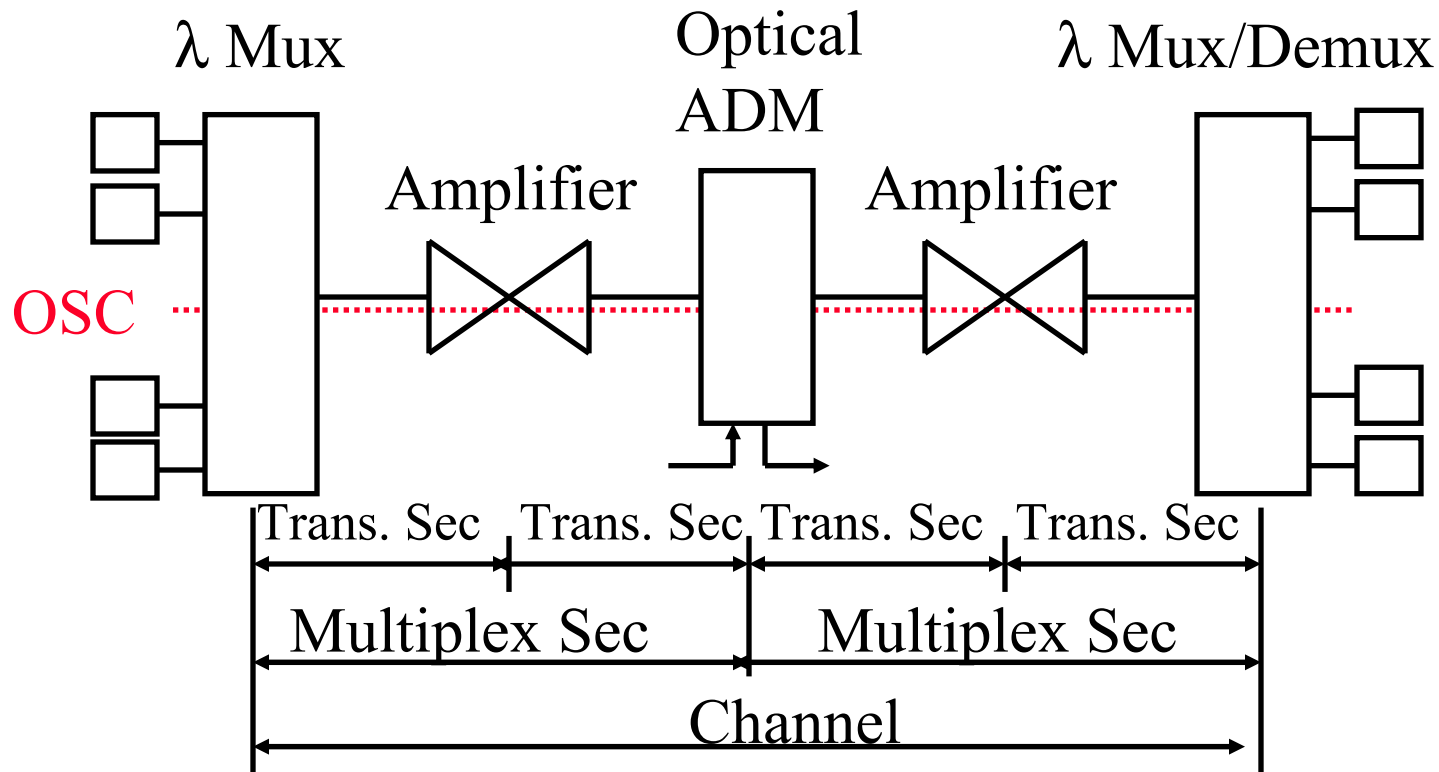 λ Mux
Optical
ADM
λ Mux/Demux
Amplifier
Amplifier
OSC
Trans. Sec
Trans. Sec
Trans. Sec
Trans. Sec
Multiplex Sec
Multiplex Sec
Channel